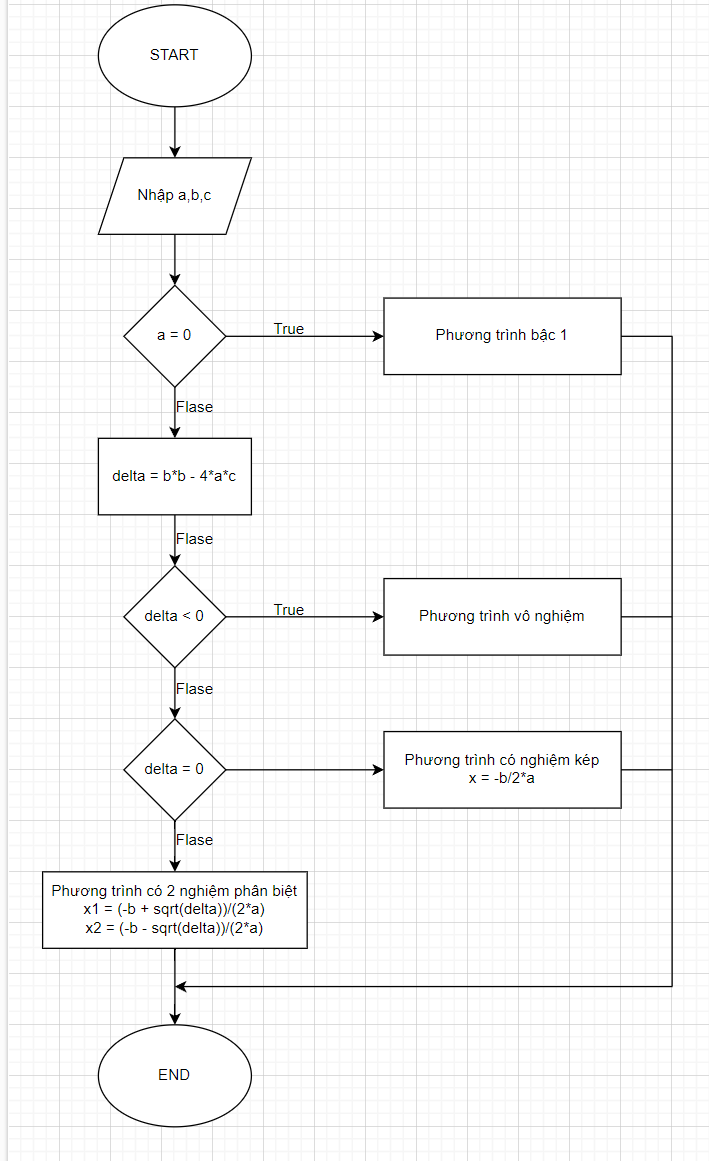 START
Nhập a,b,c
a = 0
True
Phương trình bậc 1
Flase
delta = b*b - 4*a*c
Flase
delta < 0
True
Phương trình vô nghiệm
Flase
delta = 0
Phương trình có nghiệm kép
x = -b/2*a
Flase
Phương trình có 2 nghiệm phân biệt
x1 = (-b + sqrt(delta))/(2*a)
x2 = (-b - sqrt(delta))/(2*a)
END